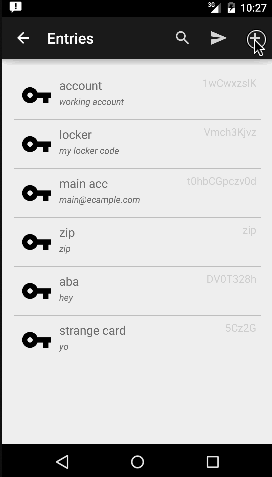 3G 10:27
Entries
account 1wCwxzslK
working account
locker Vmch3Kjvz
my locker code
main acc t0hbOGpczv0d
main@ecample.com
zip zip
zip
aba DV0T328h
hey
strange card 5Cz2G
yo